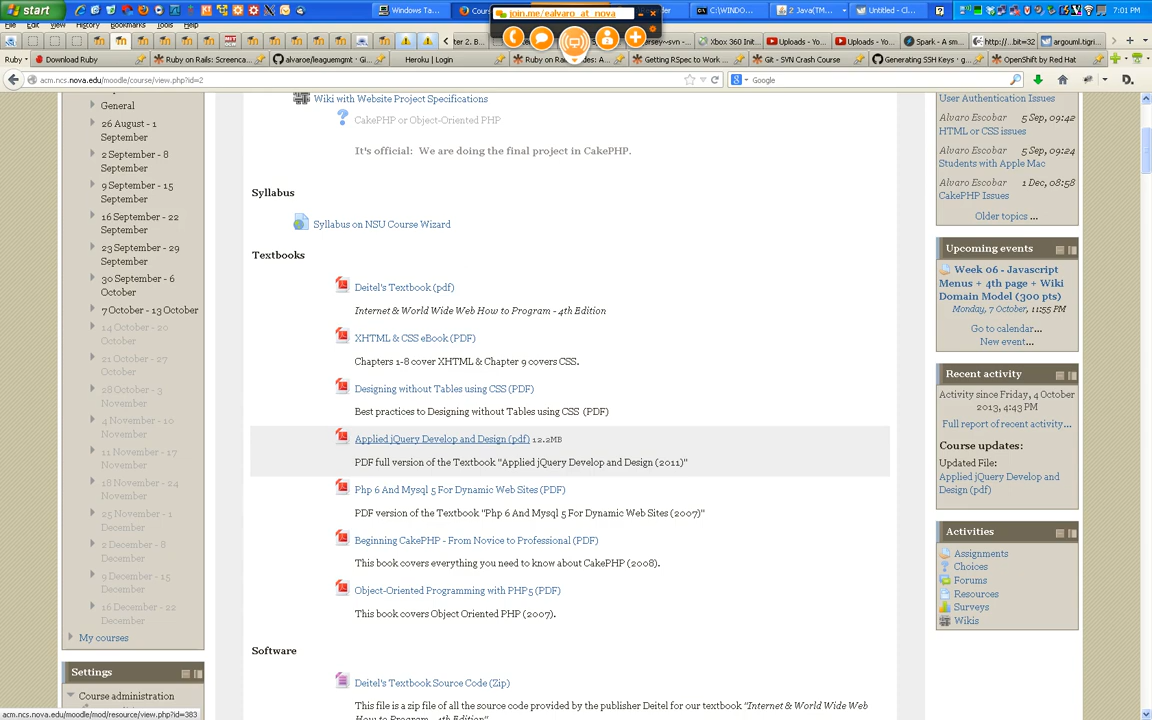 start
Windows Ta...
Cours
join.me/ealvaro_at_nova
C:\WINDO...
2 Java(TM...
Untitled - Cl...
7:01 PM
File Edit View History Bookmarks Tools Help
ter 2. B...
ersey~svn - ...
Xbox 360 Init...
Uploads - Yo...
Uploads - Yo...
Spark - A sm...
http:/...bit=32
argouml.tigri...
Ruby
Download Ruby
Ruby on Rails: Screenca...
alvaroe/leaguemgmt · Gi...
Heroku | Login
Ruby on Rails Tutorial: ...
Getting RSpec to Work ...
Git - SVN Crash Course
Generating SSH Keys · g...
OpenShift by Red Hat
acm.ncs.nova.edu/moodle/course/view.php?id=2
Google
General
26 August - 1
September
2 September - 8
September
9 September - 15
September
16 September - 22
September
23 September - 29
September
30 September - 6
October
7 October - 13 October
14 October - 20
October
21 October - 27
October
28 October - 3
November
4 November - 10
November
11 November - 17
November
18 November - 24
November
25 November - 1
December
2 December - 8
December
9 December - 15
December
16 December - 22
December
My courses
Settings
Course administration
acm.ncs.nova.edu/moodle/mod/resource/view.php?id=383
Wiki with Website Project Specifications
CakePHP or Object-Oriented PHP
It's official: We are doing the final project in CakePHP.
Syllabus
Syllabus on NSU Course Wizard
Textbooks
Deitel's Textbook (pdf)
Internet & World Wide Web How to Program - 4th Edition
XHTML & CSS eBook (PDF)
Chapters 1-8 cover XHTML & Chapter 9 covers CSS.
Designing without Tables using CSS (PDF)
Best practices to Designing without Tables using CSS (PDF)
Applied jQuery Develop and Design (pdf) 12.2MB
PDF full version of the Textbook "Applied jQuery Develop and Design (2011)"
Php 6 And Mysql 5 For Dynamic Web Sites (PDF)
PDF version of the Textbook "Php 6 And Mysql 5 For Dynamic Web Sites (2007)"
Beginning CakePHP - From Novice to Professional (PDF)
This book covers everything you need to know about CakePHP (2008).
Object-Oriented Programming with PHP5 (PDF)
This book covers Object Oriented PHP (2007).
Software
Deitel's Textbook Source Code (Zip)
This file is a zip file of all the source code provided by the publisher Deitel for our textbook "Internet & World Wide Web
How to Program - 4th Edition"
User Authentication Issues
Alvaro Escobar 5 Sep, 09:42
HTML or CSS issues
Alvaro Escobar 5 Sep, 09:24
Students with Apple Mac
Alvaro Escobar 1 Dec, 08:58
CakePHP Issues
Older topics ...
Upcoming events
Week 06 - Javascript
Menus + 4th page + Wiki
Domain Model (300 pts)
Monday, 7 October, 11:55 PM
Go to calendar...
New event...
Recent activity
Activity since Friday, 4 October
2013, 4:43 PM
Full report of recent activity...
Course updates:
Updated File:
Applied jQuery Develop and
Design (pdf)
Activities
Assignments
Choices
Forums
Resources
Surveys
Wikis